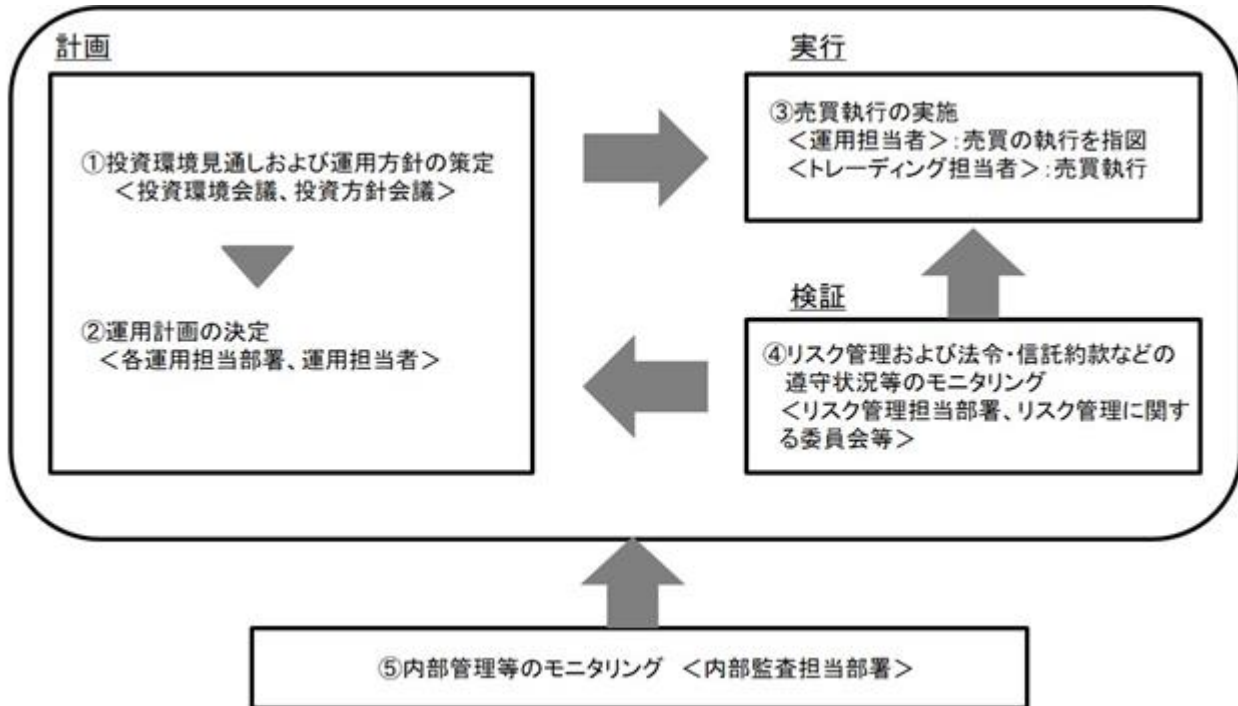 計画
①投資環境見通しおよび運用方針の策定
＜投資環境会議、投資方針会議＞
②運用計画の決定
＜各運用担当部署、運用担当者＞
実行
③売買執行の実施
＜運用担当者＞：売買の執行を指図
＜トレーディング担当者＞：売買執行
検証
④リスク管理および法令・信託約款などの
遵守状況等のモニタリング
＜リスク管理担当部署、リスク管理に関す
る委員会等＞
⑤内部管理等のモニタリング ＜内部監査担当部署＞